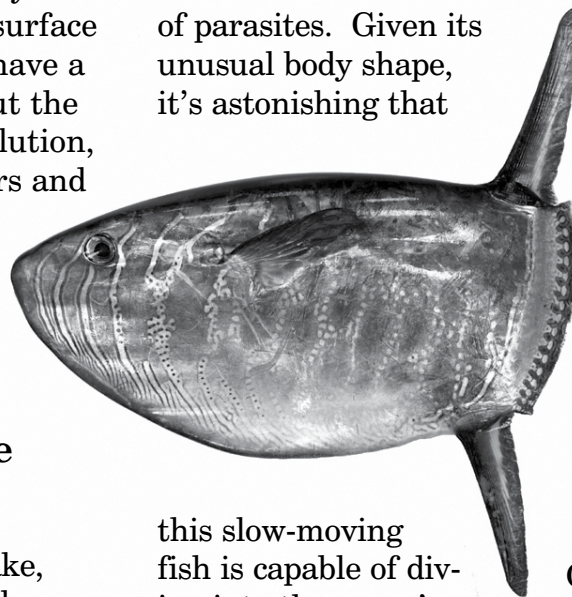 surface
have a
ut the
lution,
rs and
e
ke,
of parasites. Given its
unusual body shape,
it's astonishing that
this slow-moving
fish is capable of div-